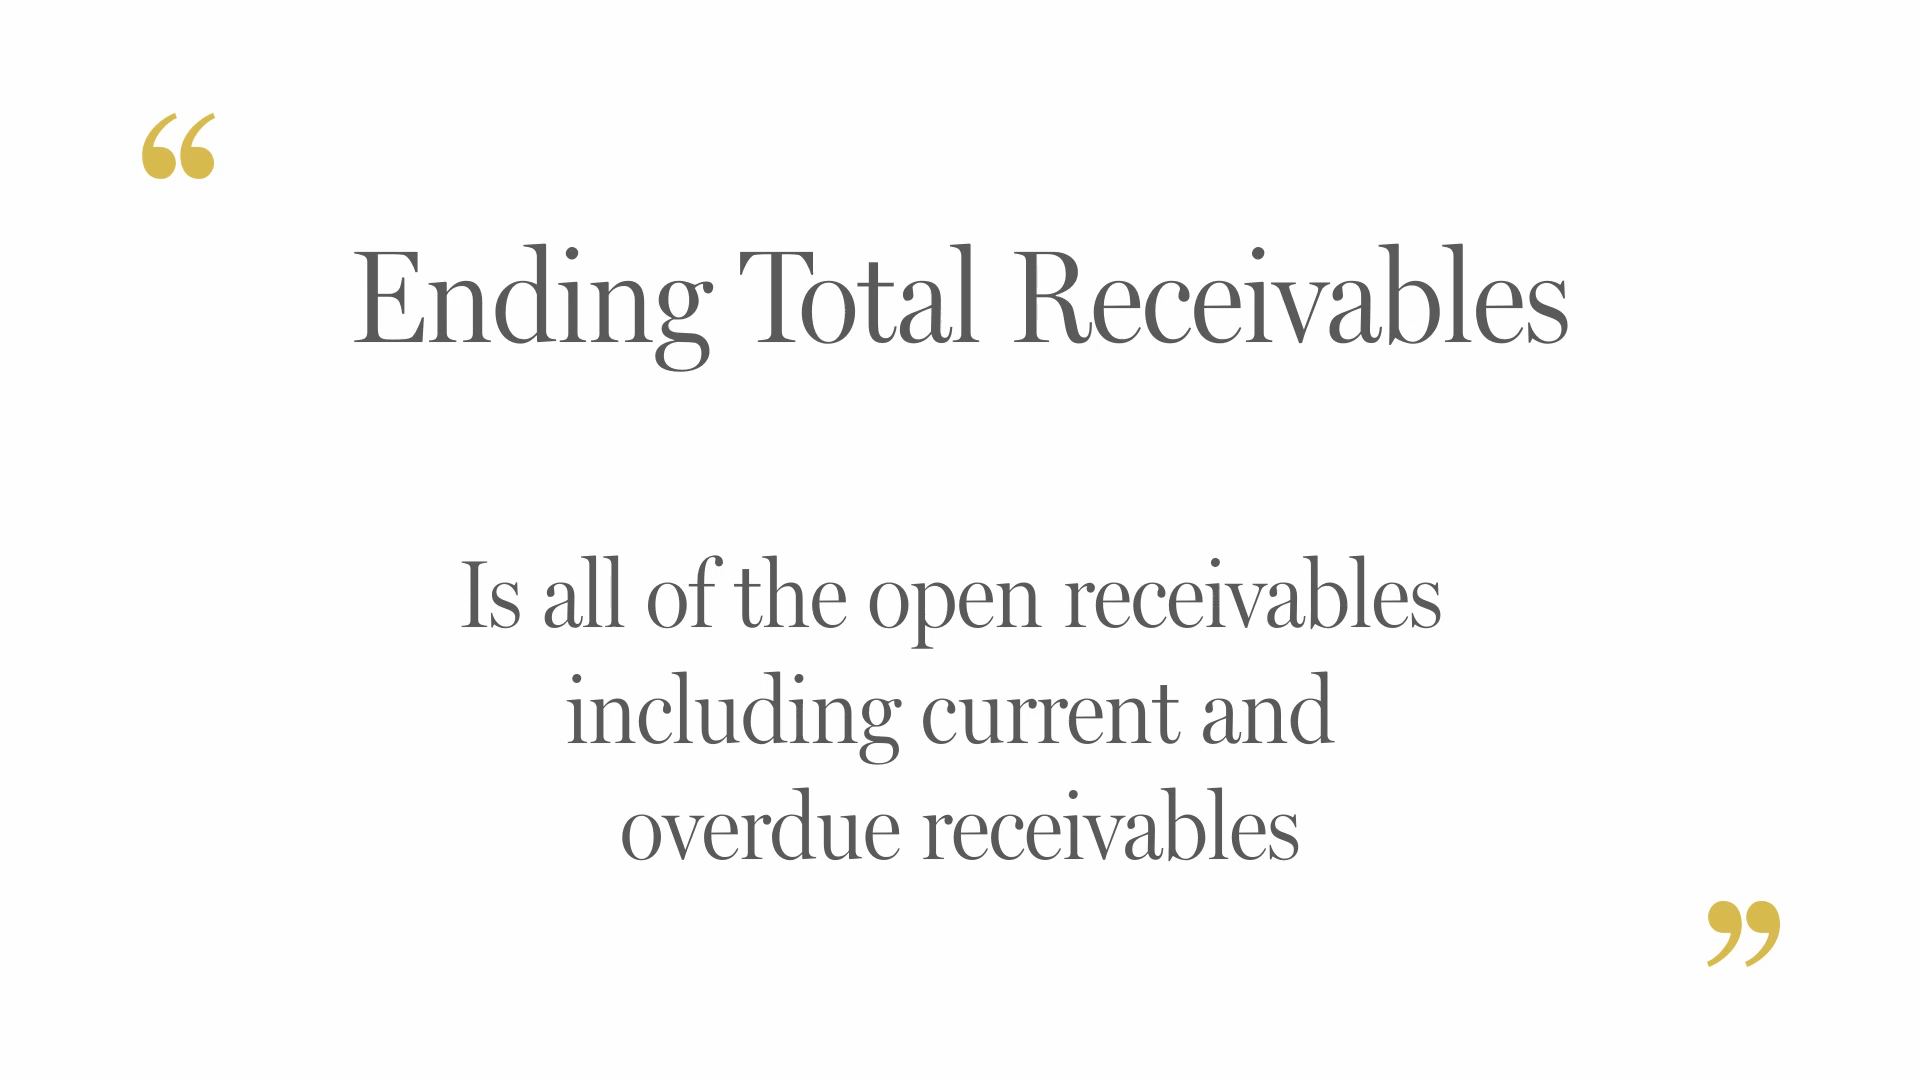 “
Ending Total Receivables
Is all of the open receivables
including current and
overdue receivables
”